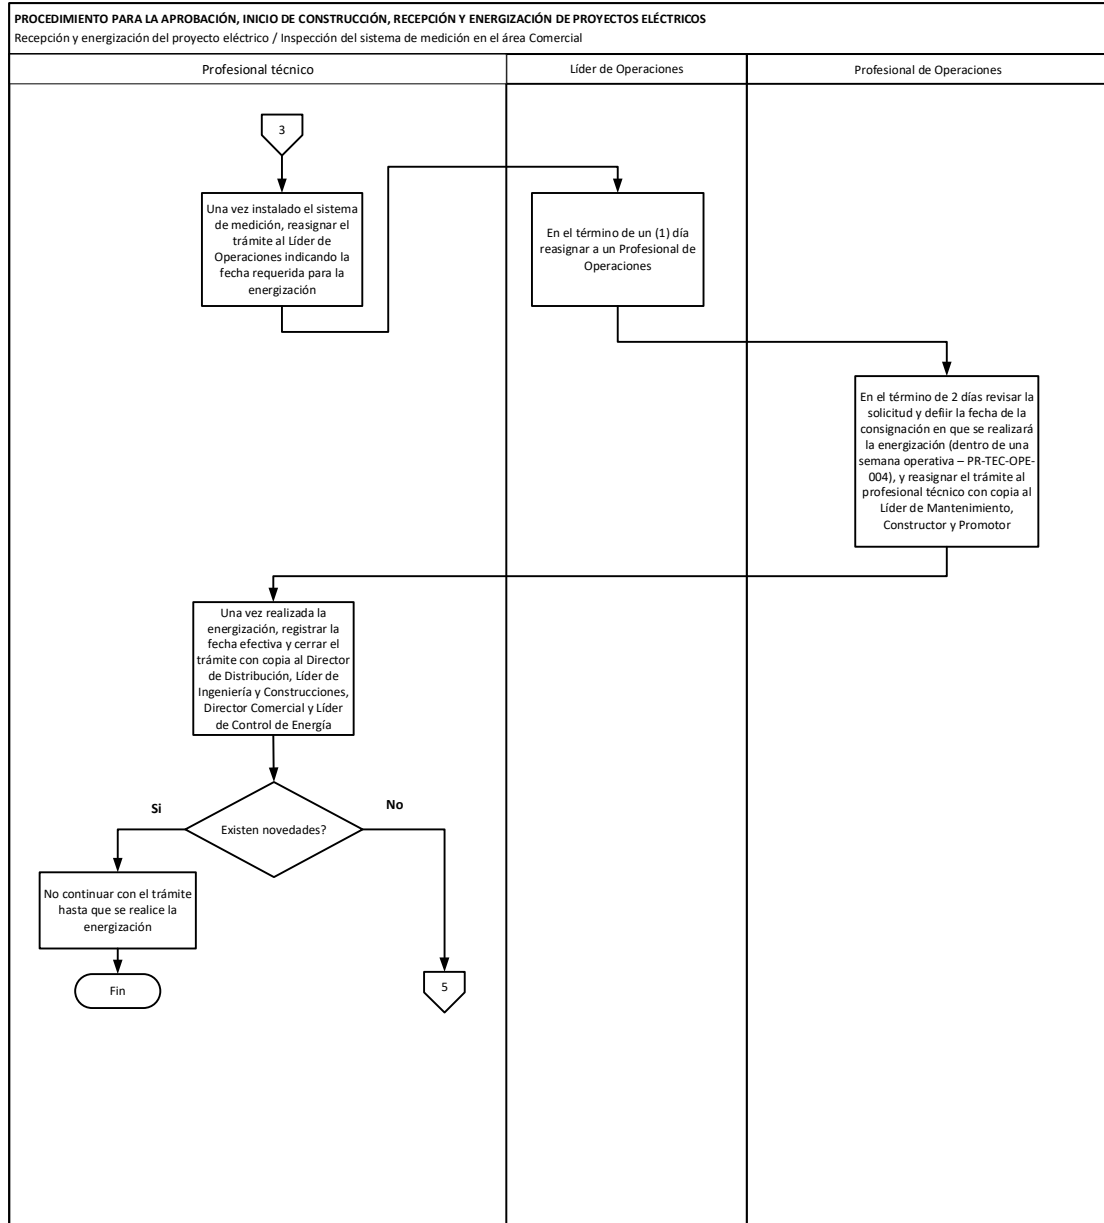 PROCEDIMIENTO PARA LA APROBACIÓN, INICIO DE CONSTRUCCIÓN, RECEPCIÓN Y ENERGIZACIÓN DE PROYECTOS ELÉCTRICOS
Recepción y energización del proyecto eléctrico / Inspección del sistema de medición en el área Comercial
Profesional técnico
Líder de Operaciones
Profesional de Operaciones
3
Una vez instalado el sistema
de medición, reasignar el
trámite al Líder de
Operaciones indicando la
fecha requerida para la
energización
En el término de un (1) día
reasignar a un Profesional de
Operaciones
En el término de 2 días revisar la
solicitud y defiir la fecha de la
consignación en que se realizará
la energización (dentro de una
semana operativa – PR-TEC-OPE-
004), y reasignar el trámite al
profesional técnico con copia al
Líder de Mantenimiento,
Constructor y Promotor
Una vez realizada la
energización, registrar la
fecha efectiva y cerrar el
trámite con copia al Director
de Distribución, Líder de
Ingeniería y Construcciones,
Director Comercial y Líder
de Control de Energía
Si
No
Existen novedades?
No continuar con el trámite
hasta que se realice la
energización
Fin
5